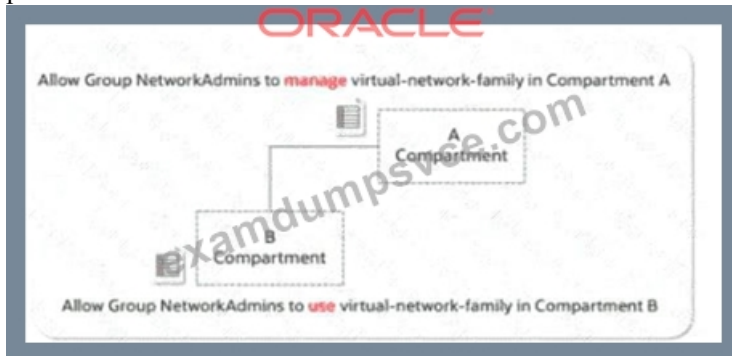 ORACLE
Allow Group NetworkAdmins to manage virtual-network-family in Compartment A
A
Compartment
examdumpsvce.com
B
Compartment
Allow Group NetworkAdmins to use virtual-network-family in Compartment B